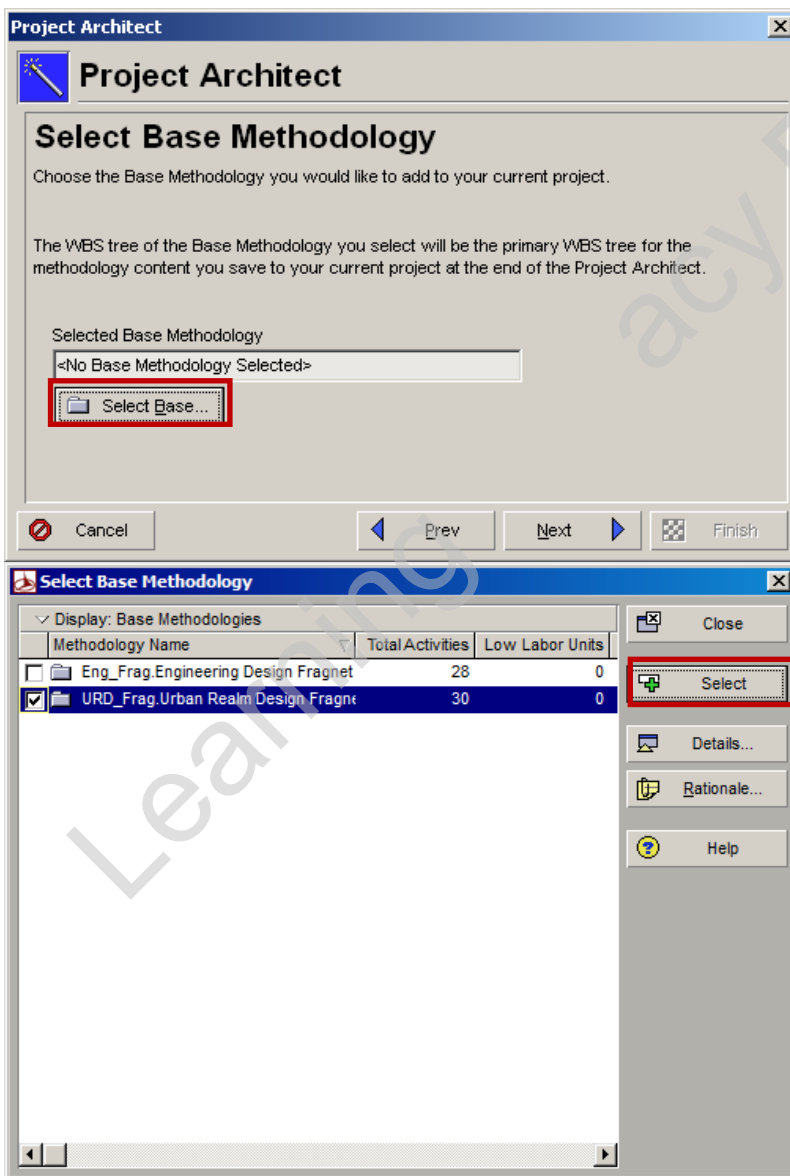 Project Architect
Project Architect
Select Base Methodology
Choose the Base Methodology you would like to add to your current project.
The WBS tree of the Base Methodology you select will be the primary WBS tree for the
methodology content you save to your current project at the end of the Project Architect.
Selected Base Methodology
<No Base Methodology Selected>
Select Base...
Cancel Prev Next Finish
Select Base Methodology
Display: Base Methodologies Close
Methodology Name Total Activities Low Labor Units
Eng_Frag.Engineering Design Fragnet 28 0
Select
URD_Frag.Urban Realm Design Fragne 30 0
Details...
Rationale...
Help
Learning
acy